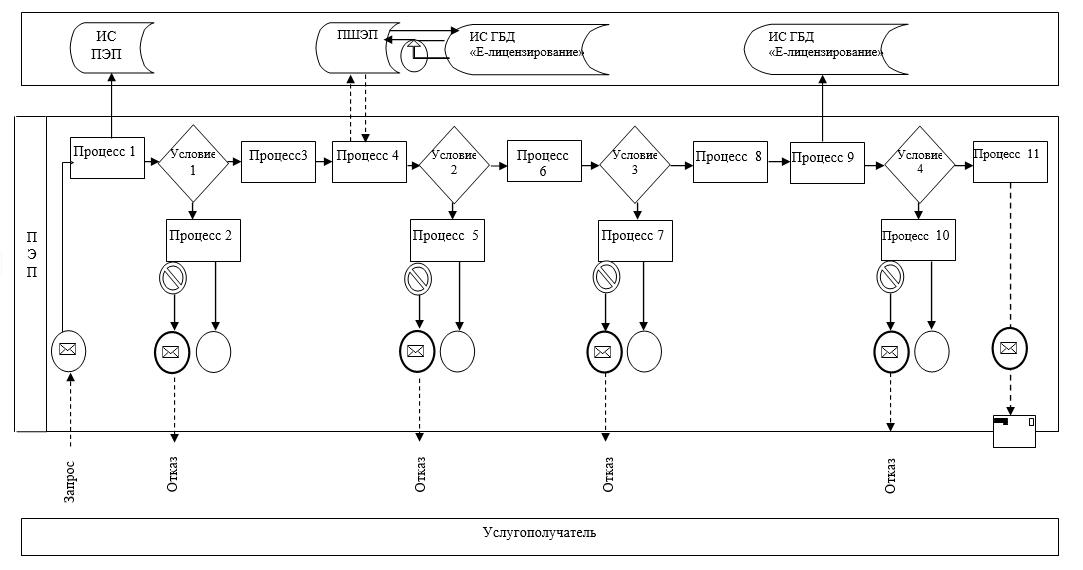 ИС
ПЭП
ПШЭП
ИС ГБД
«Е-лицензирование»
ИС ГБД
«Е-лицензирование»
Процесс 1
Условие
1
Процесс3
Процесс 4
Условие
2
Процесс
6
Условие
3
Процесс 8
Процесс 9
Условие
4
Процесс 11
Процесс 2
Процесс 5
Процесс 7
Процесс 10
П
Э
П
Запрос
Отказ
Отказ
Отказ
Отказ
Услугополучатель